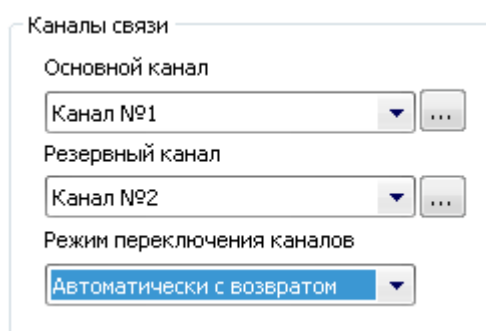 Каналы связи
Основной канал
Канал №1
...
Резервный канал
Канал №2
...
Режим переключения каналов
Автоматически с возвратом